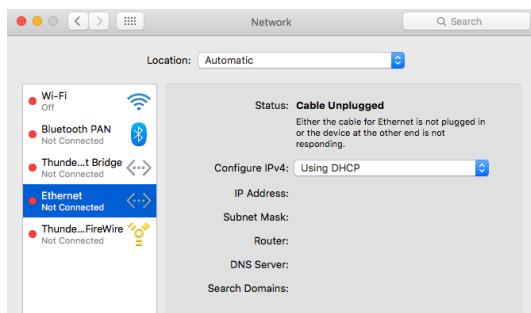 Network
Search
Location: Automatic
Wi-Fi
Off
Bluetooth PAN
Not Connected
Thunde...t Bridge
Not Connected
Ethernet
Not Connected
Thunde...FireWire
Not Connected
Status: Cable Unplugged
Either the cable for Ethernet is not plugged in
or the device at the other end is not
responding.
Configure IPv4: Using DHCP
IP Address:
Subnet Mask:
Router:
DNS Server:
Search Domains: